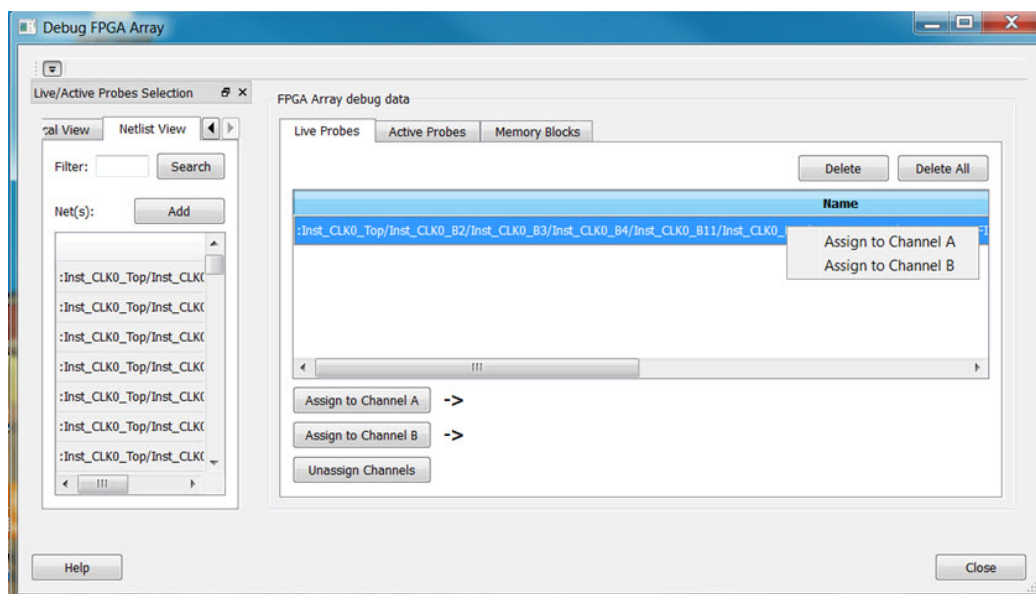 Debug FPGA Array
Live/Active Probes Selection
cal View Netlist View
Filter: Search
Net(s): Add
:Inst_CLK0_Top/Inst_CLK(
:Inst_CLK0_Top/Inst_CLK(
:Inst_CLK0_Top/Inst_CLK(
:Inst_CLK0_Top/Inst_CLK(
:Inst_CLK0_Top/Inst_CLK(
:Inst_CLK0_Top/Inst_CLK(
:Inst_CLK0_Top/Inst_CLK(
FPGA Array debug data
Live Probes Active Probes Memory Blocks
Delete Delete All
Name
:Inst_CLK0_Top/Inst_CLK0_B2/Inst_CLK0_B3/Inst_CLK0_B4/Inst_CLK0_B11/Inst_CLK0_
Assign to Channel A
Assign to Channel B
Assign to Channel A ->
Assign to Channel B ->
Unassign Channels
Help Close